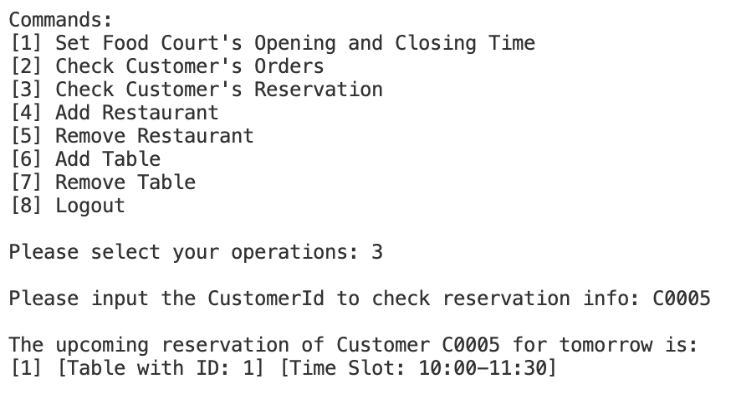 Commands:
[1] Set Food Court's Opening and Closing Time
[2] Check Customer's Orders
[3] Check Customer's Reservation
[4] Add Restaurant
[5] Remove Restaurant
[6] Add Table
[7] Remove Table
[8] Logout
Please select your operations: 3
Please input the CustomerId to check reservation info: C0005
The upcoming reservation of Customer C0005 for tomorrow is:
[1] [Table with ID: 1] [Time Slot: 10:00-11:30]